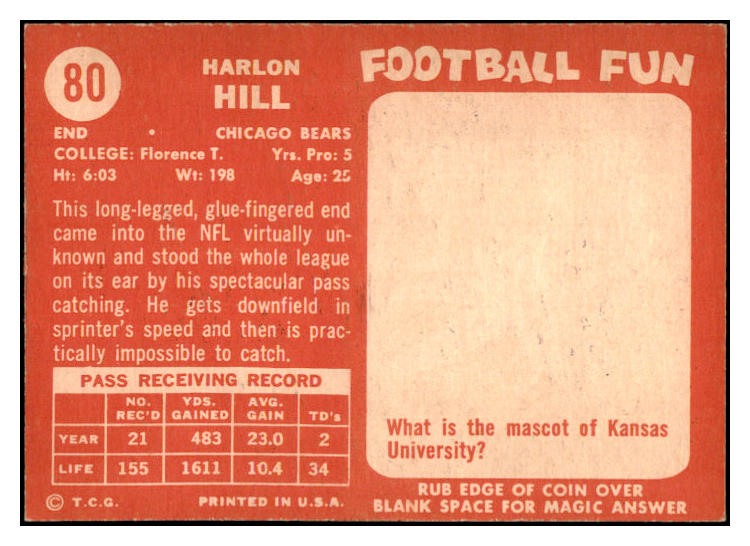 80
HARLON
HILL
END • CHICAGO BEARS
COLLEGE: Florence T. Yrs. Pro: 5
Ht: 6:03 Wt: 198 Age: 25
This long-legged, glue-fingered end
came into the NFL virtually un-
known and stood the whole league
on its ear by his spectacular pass
catching. He gets downfield in
sprinter's speed and then is prac-
tically impossible to catch.
PASS RECEIVING RECORD
NO. REC'D YDS. GAINED AVG. GAIN TD's
YEAR 21 483 23.0 2
LIFE 155 1611 10.4 34
© T.C.G. PRINTED IN U.S.A.
FOOTBALL FUN
What is the mascot of Kansas
University?
RUB EDGE OF COIN OVER
BLANK SPACE FOR MAGIC ANSWER